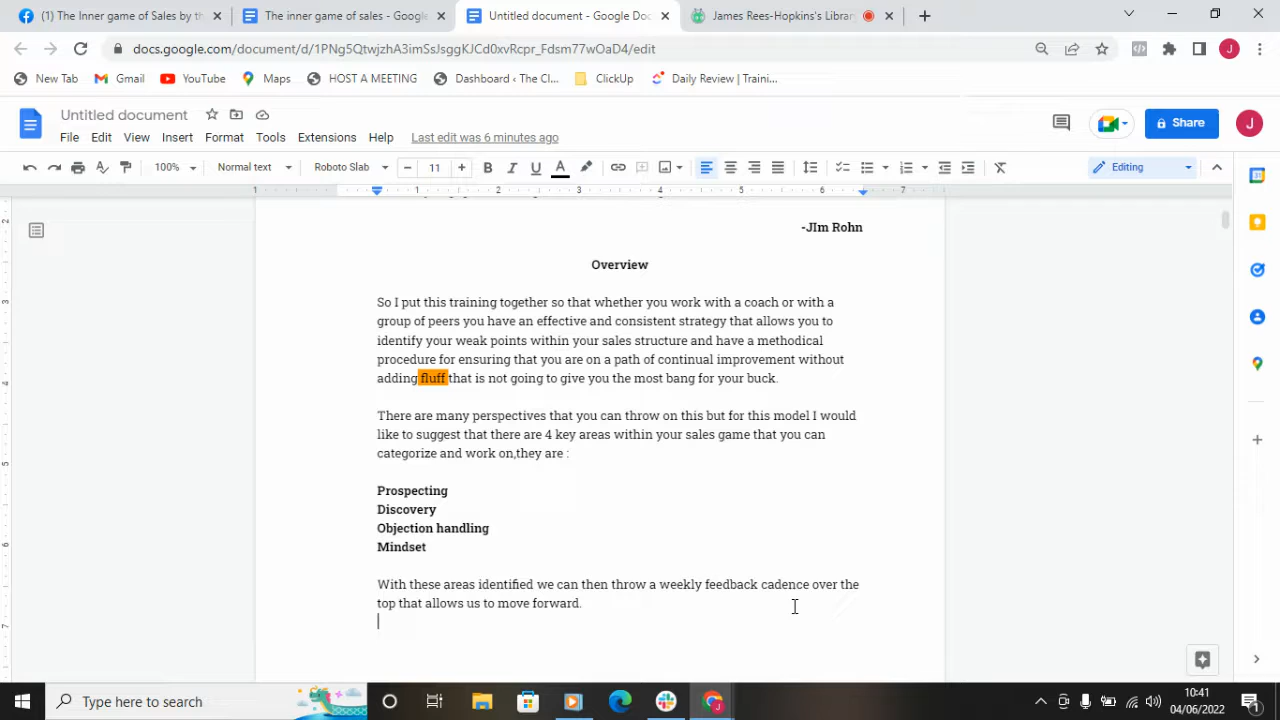 (1) The Inner game of Sales by th
The inner game of sales - Google
Untitled document - Google Doc
James Rees-Hopkins's Library
docs.google.com/document/d/1PNg5QtwjzhA3imSsJsggKJCd0xvRcpr_Fdsm77wOaD4/edit
J
New Tab
Gmail
YouTube
Maps
HOST A MEETING
Dashboard ‹ The Cl...
ClickUp
Daily Review | Traini...
Untitled document
Share
J
File Edit View Insert Format Tools Extensions Help Last edit was 6 minutes ago
100% Normal text Roboto Slab 11 B I U A Editing
1 1 2 3 4 5 6 7
-JIm Rohn
Overview
So I put this training together so that whether you work with a coach or with a
group of peers you have an effective and consistent strategy that allows you to
identify your weak points within your sales structure and have a methodical
procedure for ensuring that you are on a path of continual improvement without
adding fluff that is not going to give you the most bang for your buck.
There are many perspectives that you can throw on this but for this model I would
like to suggest that there are 4 key areas within your sales game that you can
categorize and work on,they are :
Prospecting
Discovery
Objection handling
Mindset
With these areas identified we can then throw a weekly feedback cadence over the
top that allows us to move forward.
Type here to search
10:41
04/06/2022